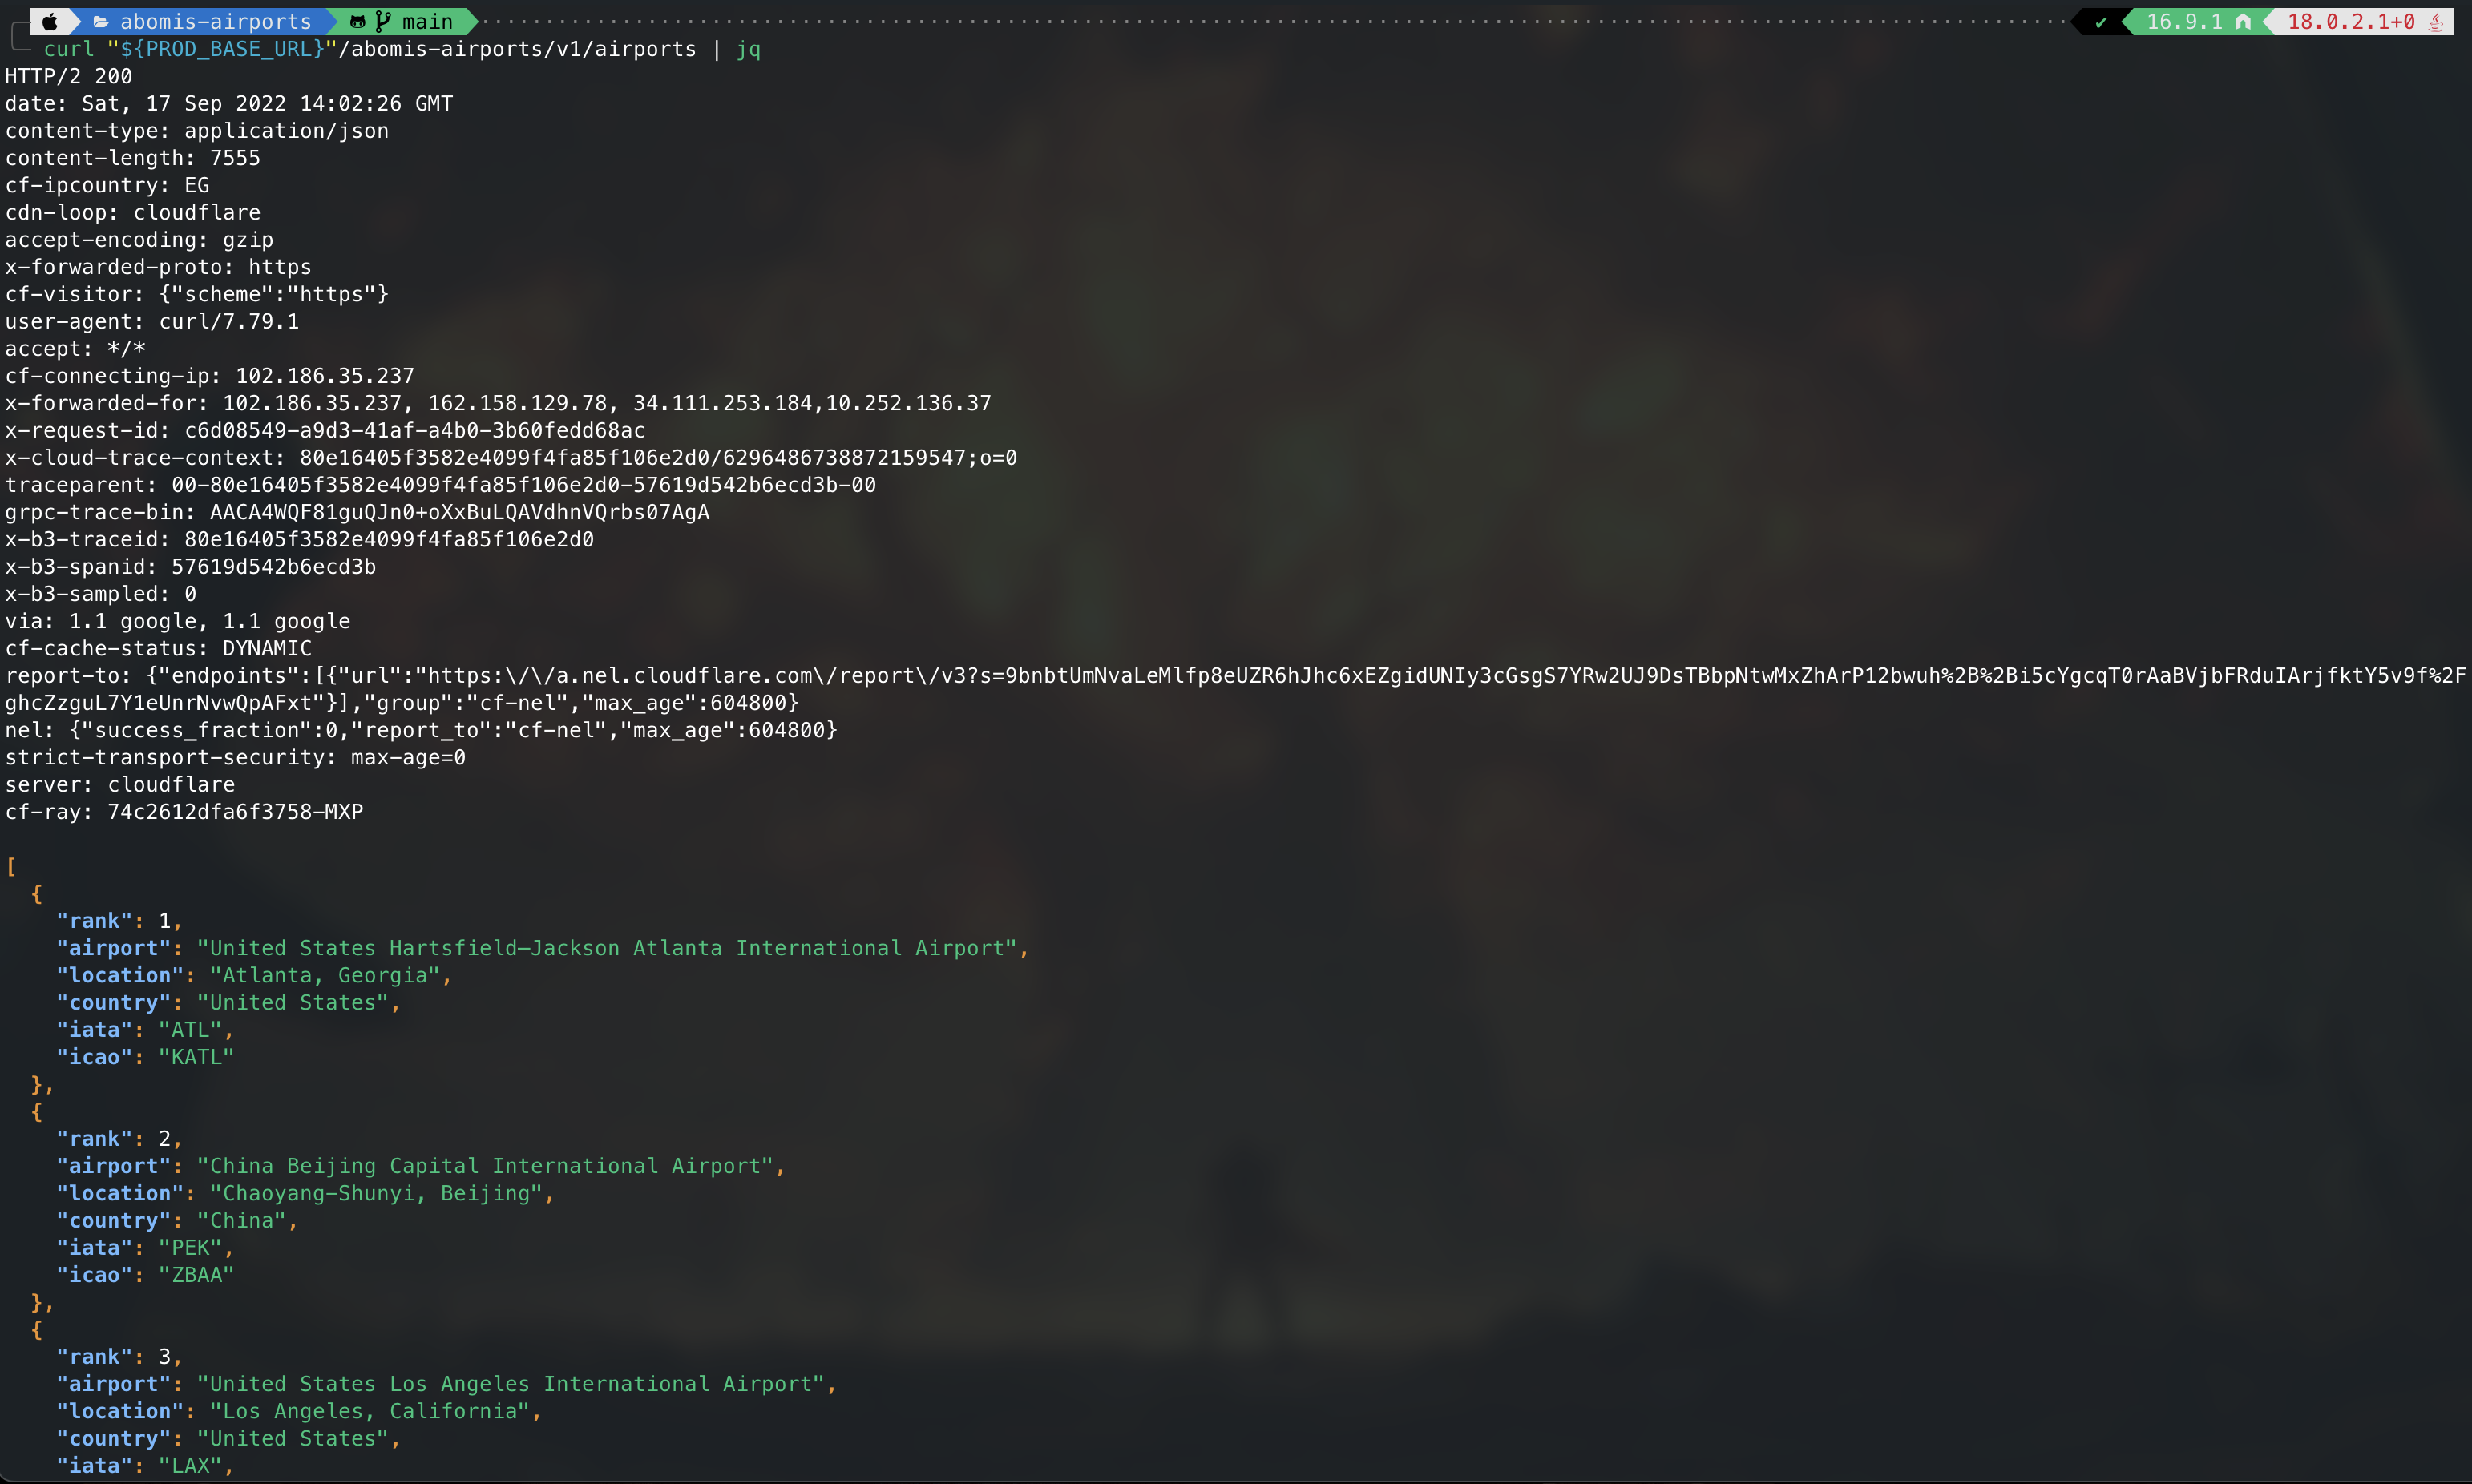 abomis-airports main ✔ 16.9.1 18.0.2.1+0
curl "${PROD_BASE_URL}"/abomis-airports/v1/airports | jq
HTTP/2 200
date: Sat, 17 Sep 2022 14:02:26 GMT
content-type: application/json
content-length: 7555
cf-ipcountry: EG
cdn-loop: cloudflare
accept-encoding: gzip
x-forwarded-proto: https
cf-visitor: {"scheme":"https"}
user-agent: curl/7.79.1
accept: */*
cf-connecting-ip: 102.186.35.237
x-forwarded-for: 102.186.35.237, 162.158.129.78, 34.111.253.184,10.252.136.37
x-request-id: c6d08549-a9d3-41af-a4b0-3b60fedd68ac
x-cloud-trace-context: 80e16405f3582e4099f4fa85f106e2d0/6296486738872159547;o=0
traceparent: 00-80e16405f3582e4099f4fa85f106e2d0-57619d542b6ecd3b-00
grpc-trace-bin: AACA4WQF81guQJn0+oXxBuLQAVdhnVQrbs07AgA
x-b3-traceid: 80e16405f3582e4099f4fa85f106e2d0
x-b3-spanid: 57619d542b6ecd3b
x-b3-sampled: 0
via: 1.1 google, 1.1 google
cf-cache-status: DYNAMIC
report-to: {"endpoints":[{"url":"https:\/\/a.nel.cloudflare.com\/report\/v3?s=9bnbtUmNvaLeMlfp8eUZR6hJhc6xEZgidUNIy3cGsgS7YRw2UJ9DsTBbpNtwMxZhArP12bwuh%2B%2Bi5cYgcqT0rAaBVjbFRduIArjfktY5v9f%2F
ghcZzguL7Y1eUnrNvwQpAFxt"}],"group":"cf-nel","max_age":604800}
nel: {"success_fraction":0,"report_to":"cf-nel","max_age":604800}
strict-transport-security: max-age=0
server: cloudflare
cf-ray: 74c2612dfa6f3758-MXP
[
{
"rank": 1,
"airport": "United States Hartsfield–Jackson Atlanta International Airport",
"location": "Atlanta, Georgia",
"country": "United States",
"iata": "ATL",
"icao": "KATL"
},
{
"rank": 2,
"airport": "China Beijing Capital International Airport",
"location": "Chaoyang-Shunyi, Beijing",
"country": "China",
"iata": "PEK",
"icao": "ZBAA"
},
{
"rank": 3,
"airport": "United States Los Angeles International Airport",
"location": "Los Angeles, California",
"country": "United States",
"iata": "LAX",